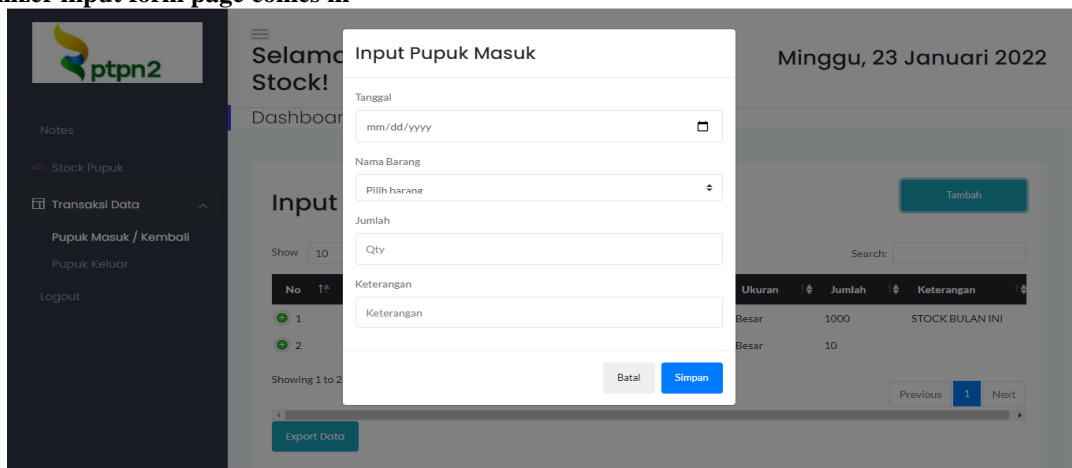 ptpn2
Notes
Stock Pupuk
Transaksi Data
Pupuk Masuk / Kembali
Pupuk Keluar
Logout
Stock!
Minggu, 23 Januari 2022
Input Pupuk Masuk
Tanggal
mm/dd/yyyy
Nama Barang
Pilih barang
Jumlah
Qty
Keterangan
Keterangan
Batal Simpan
Input
Tambah
Show 10
Search:
No Ukuran Jumlah Keterangan
1 Besar 1000 STOCK BULAN INI
2 Besar 10
Showing 1 to 2
Previous 1 Next
Export Data